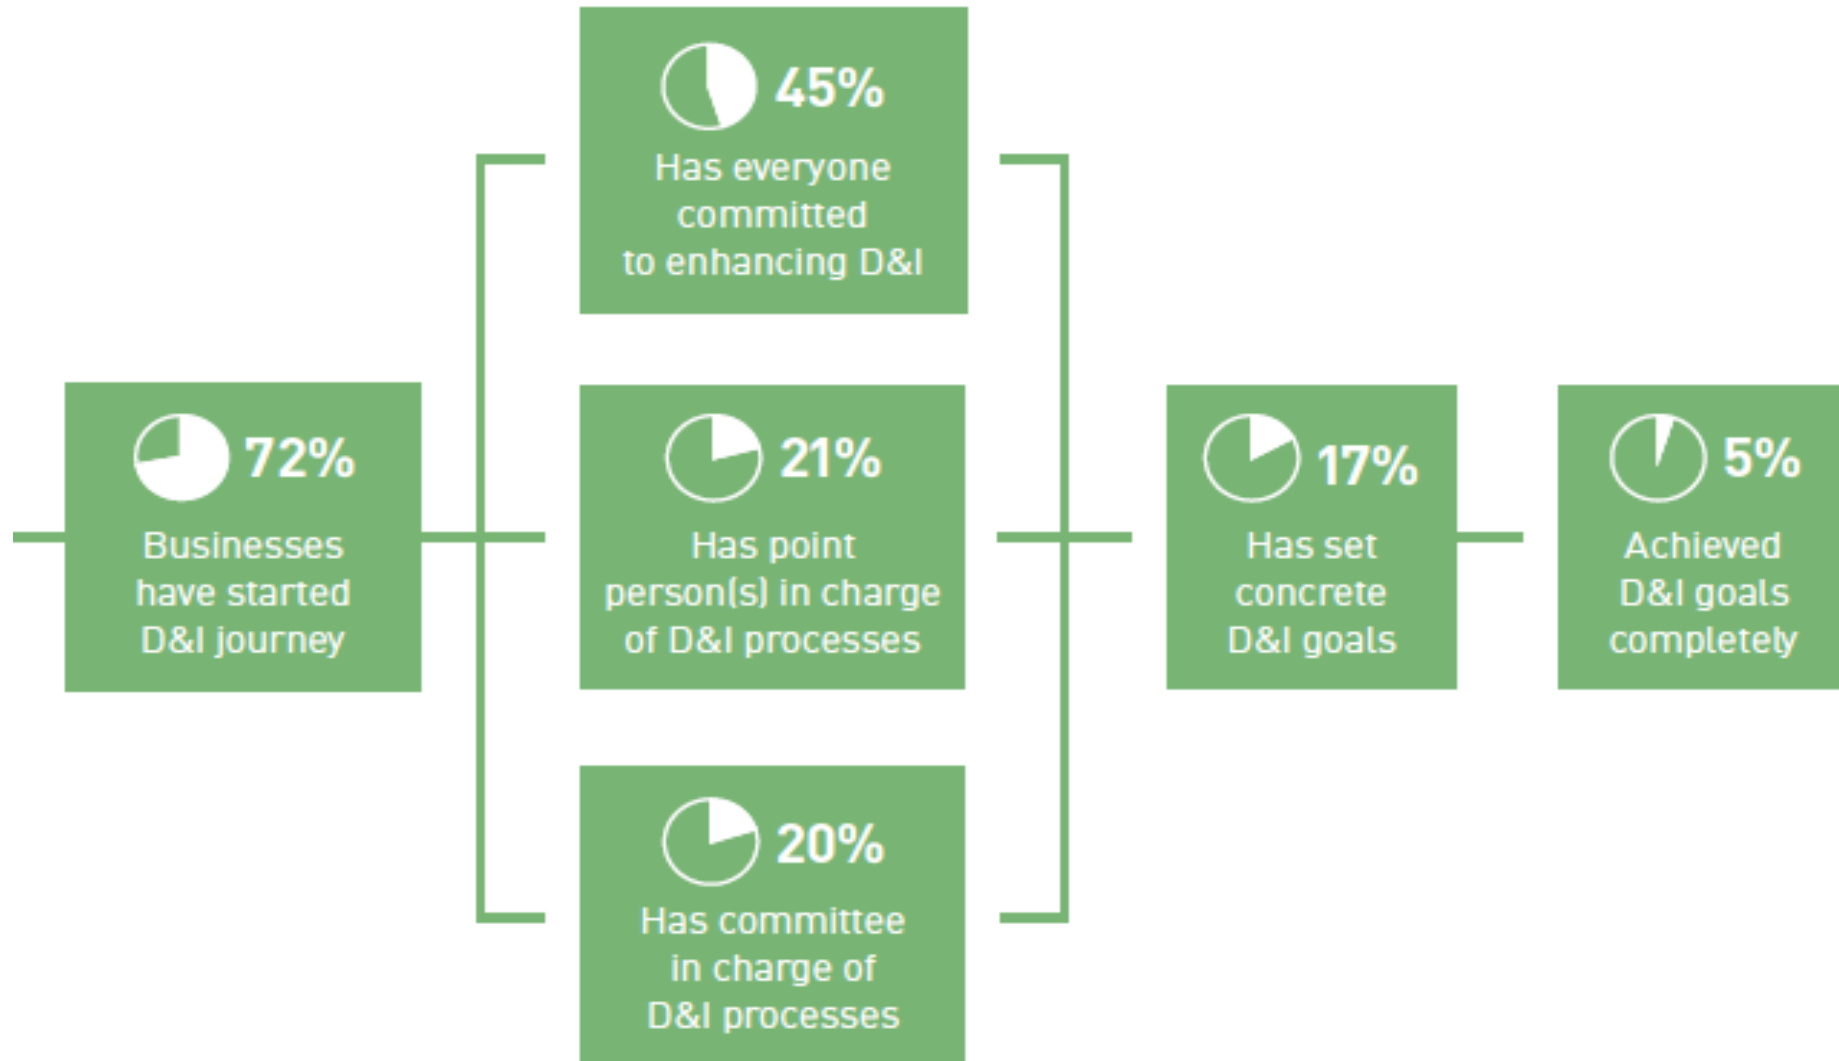 72%
Businesses
have started
D&I journey
45%
Has everyone
committed
to enhancing D&I
21%
Has point
person(s) in charge
of D&I processes
20%
Has committee
in charge of
D&I processes
17%
Has set
concrete
D&I goals
5%
Achieved
D&I goals
completely